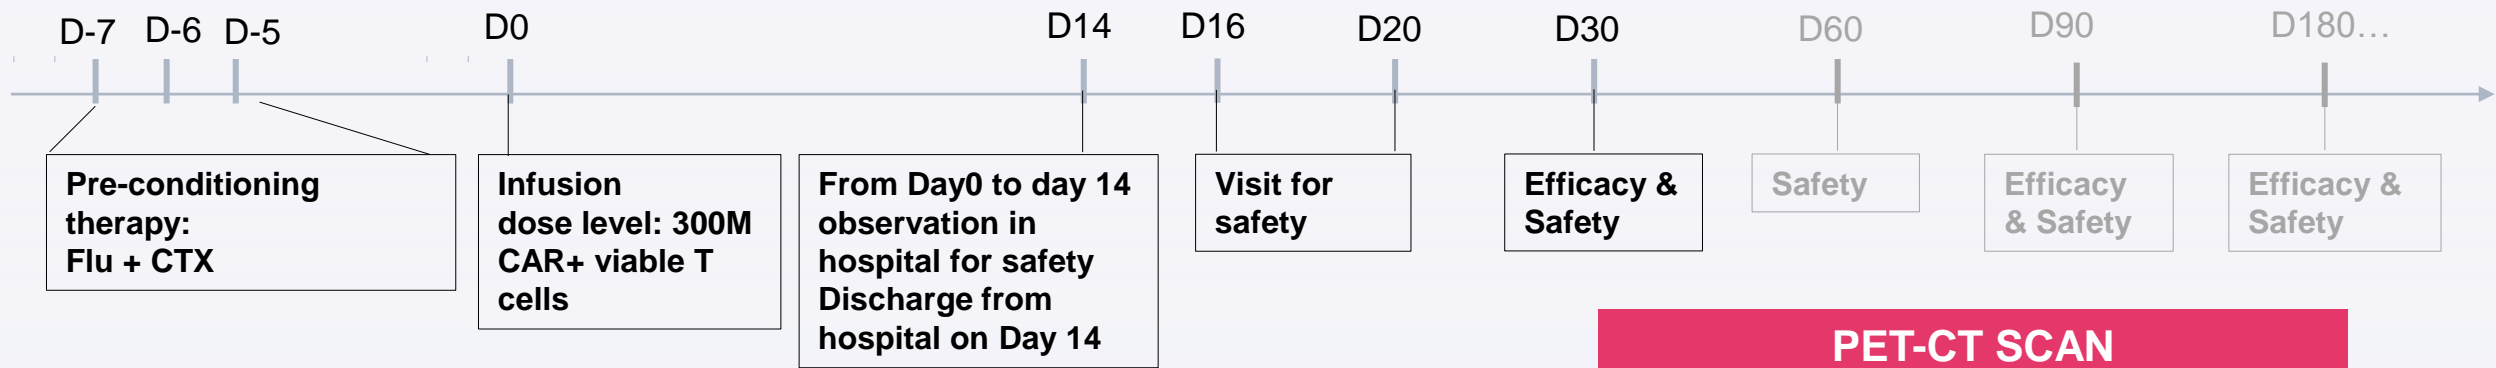 D-7 D-6 D-5 D0 D14 D16 D20 D30 D60 D90 D180…
Pre-conditioning
therapy:
Flu + CTX
Infusion
dose level: 300M
CAR+ viable T
cells
From Day0 to day 14
observation in
hospital for safety
Discharge from
hospital on Day 14
Visit for
safety
Efficacy &
Safety
Safety
Efficacy
& Safety
Efficacy &
Safety
PET-CT SCAN